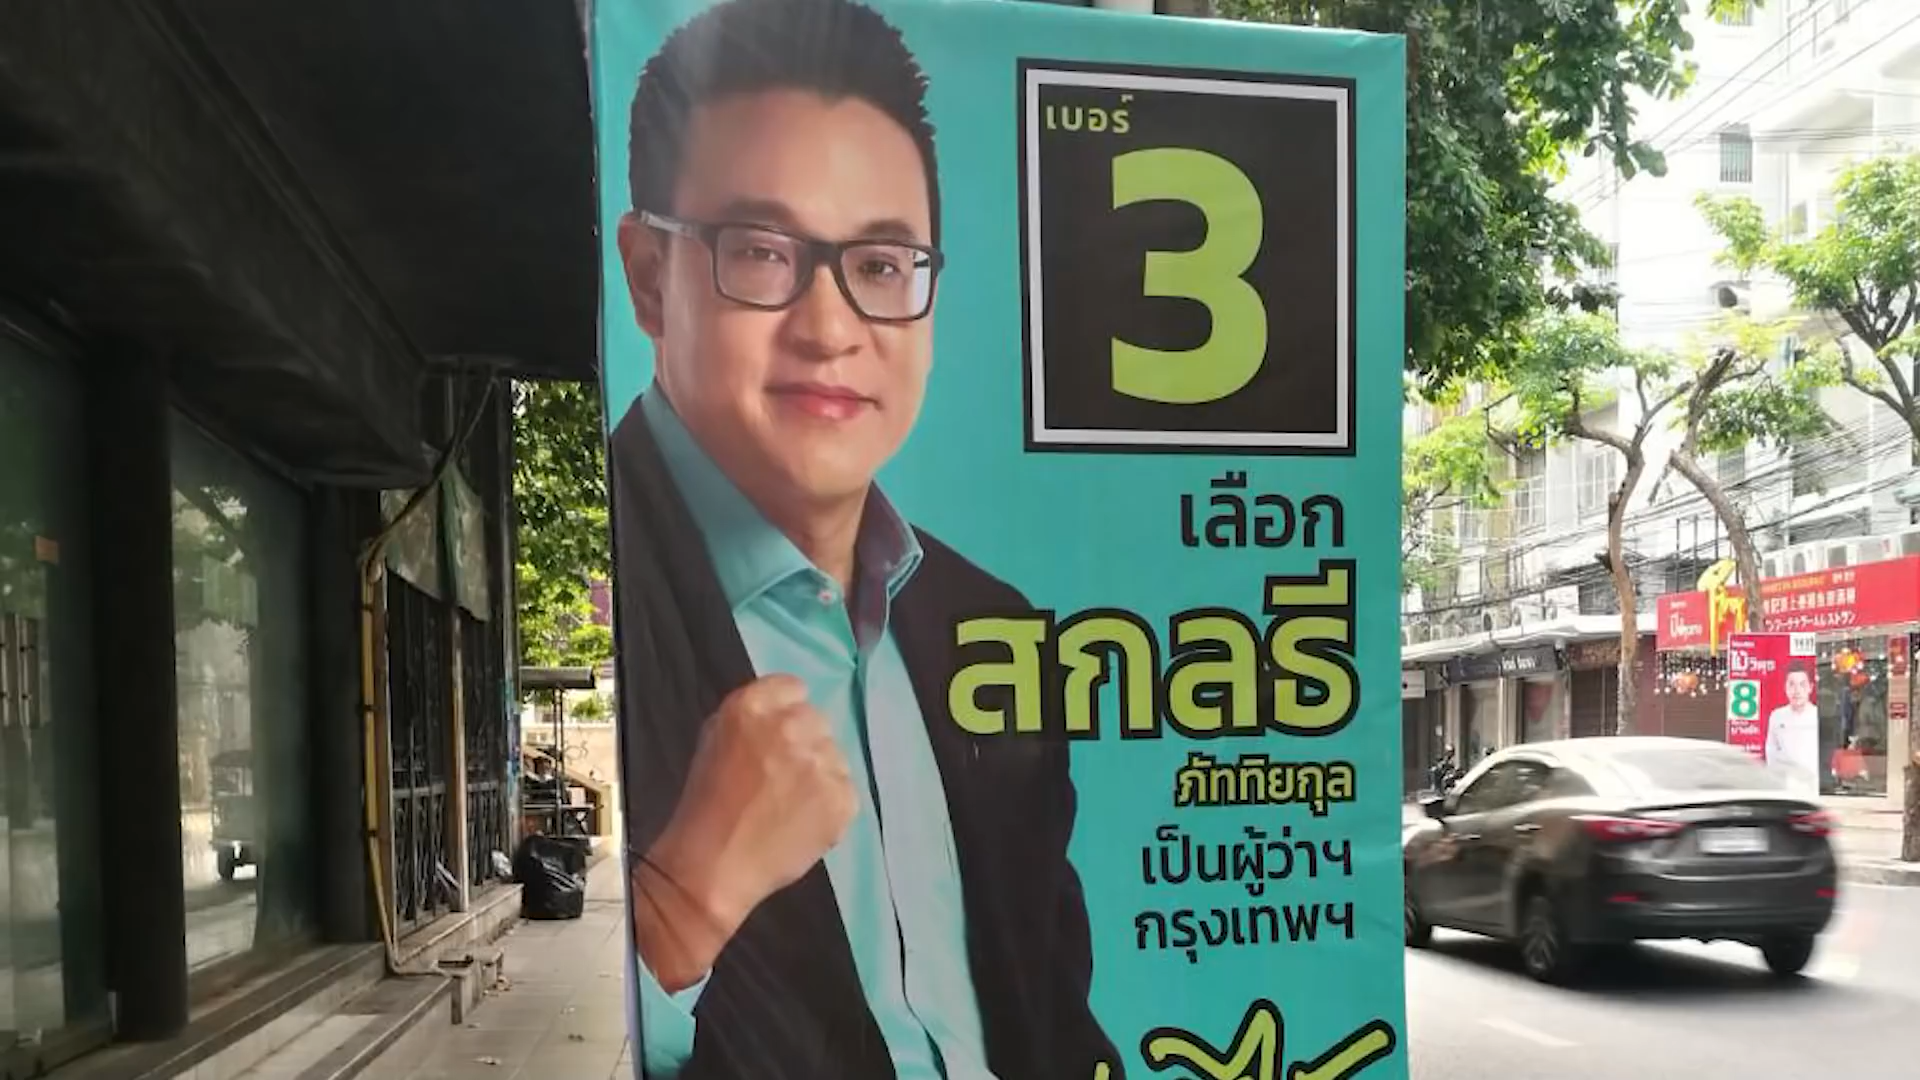 เบอร์
3
เลือก
สกลธี
ภัททิยกุล
เป็นผู้ว่าฯ
กรุงเทพฯ
8